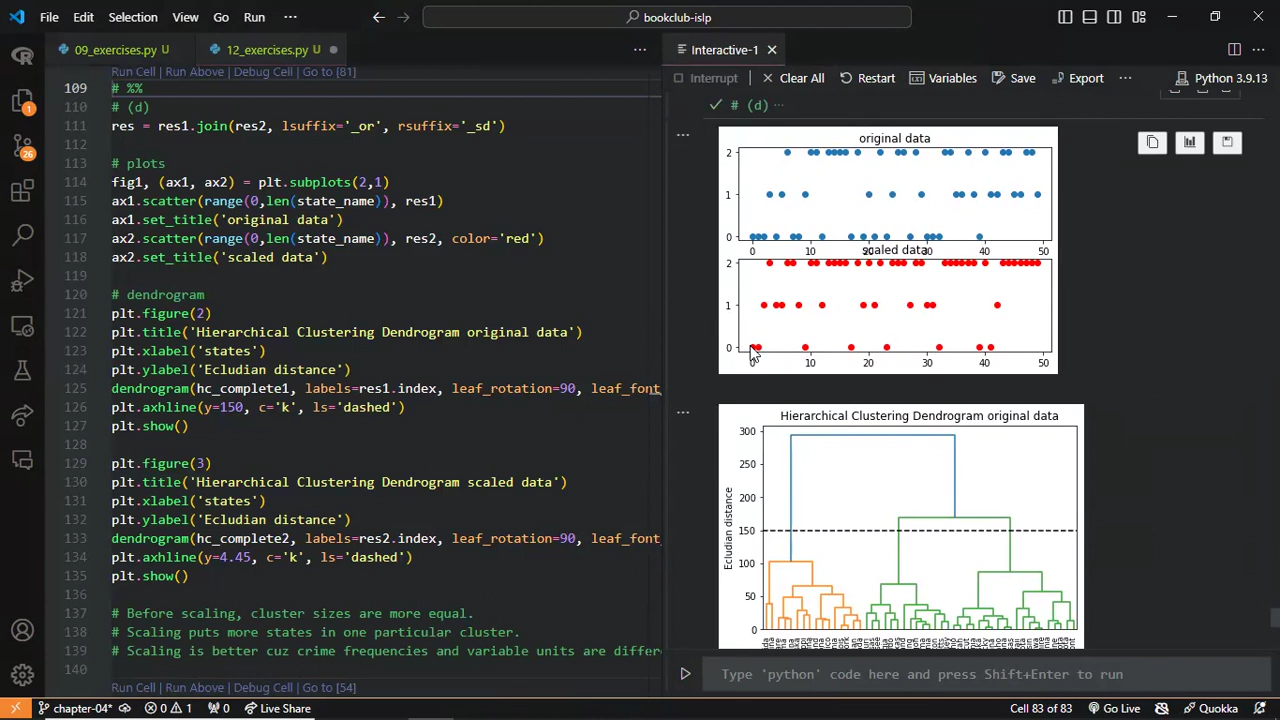 File Edit Selection View Go Run ··· bookclub-islp
09_exercises.py U 12_exercises.py U Interactive-1
Run Cell | Run Above | Debug Cell | Go to [81]
109 # %%
110 # (d)
111 res = res1.join(res2, lsuffix='_or', rsuffix='_sd')
112
113 # plots
114 fig1, (ax1, ax2) = plt.subplots(2,1)
115 ax1.scatter(range(0,len(state_name)), res1)
116 ax1.set_title('original data')
117 ax2.scatter(range(0,len(state_name)), res2, color='red')
118 ax2.set_title('scaled data')
119
120 # dendrogram
121 plt.figure(2)
122 plt.title('Hierarchical Clustering Dendrogram original data')
123 plt.xlabel('states')
124 plt.ylabel('Ecludian distance')
125 dendrogram(hc_complete1, labels=res1.index, leaf_rotation=90, leaf_font_
126 plt.axhline(y=150, c='k', ls='dashed')
127 plt.show()
128
129 plt.figure(3)
130 plt.title('Hierarchical Clustering Dendrogram scaled data')
131 plt.xlabel('states')
132 plt.ylabel('Ecludian distance')
133 dendrogram(hc_complete2, labels=res2.index, leaf_rotation=90, leaf_font_
134 plt.axhline(y=4.45, c='k', ls='dashed')
135 plt.show()
136
137 # Before scaling, cluster sizes are more equal.
138 # Scaling puts more states in one particular cluster.
139 # Scaling is better cuz crime frequencies and variable units are differe
140
Run Cell | Run Above | Debug Cell | Go to [54]
Interrupt Clear All Restart Variables Save Export ··· Python 3.9.13
# (d) ···
original data
2
1
0
0 10 20 30 40 50
scaled data
2
1
0
0 10 20 30 40 50
Hierarchical Clustering Dendrogram original data
300
250
200
150
100
50
0
Ecludian distance
Type 'python' code here and press Shift+Enter to run
1
26
chapter-04* 0 1 0 Live Share Cell 83 of 83 Go Live Quokka